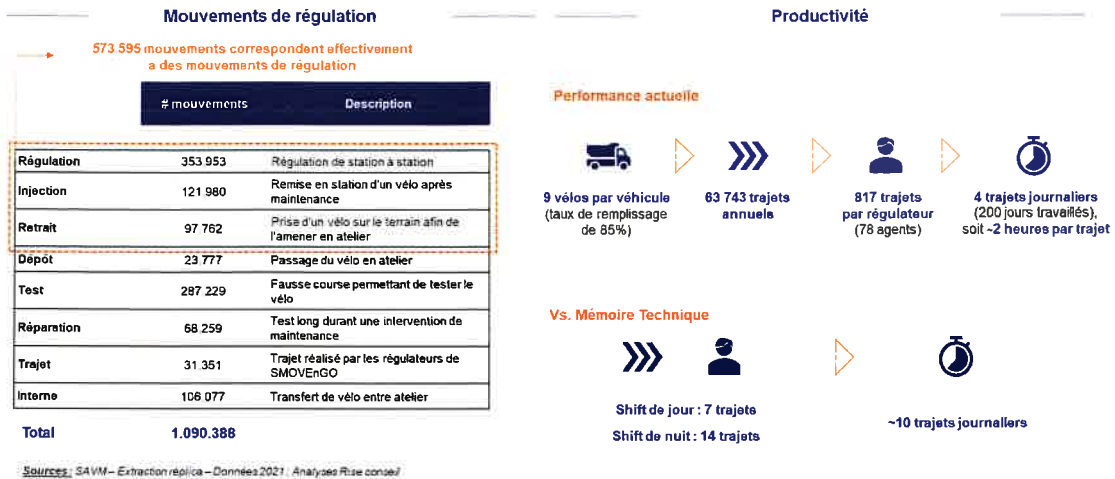 Mouvements de régulation
573 595 mouvements correspondent effectivement
a des mouvements de régulation
# mouvements Description
Régulation 353 953 Régulation de station à station
Injection 121 980 Remise en station d'un vélo après
maintenance
Retrait 97 762 Prise d'un vélo sur le terrain afin de
l'amener en atelier
Dépôt 23 777 Passage du vélo en atelier
Test 287 229 Fausse course permettant de tester le
vélo
Réparation 68 259 Test long durant une intervention de
maintenance
Trajet 31 351 Trajet réalisé par les régulateurs de
SMOVEnGO
Interne 106 077 Transfert de vélo entre atelier
Total 1.090.388
Sources : SAVM – Extraction réplica – Données 2021 ; Analyses Rise conseil
Productivité
Performance actuelle
9 vélos par véhicule
(taux de remplissage
de 85%)
63 743 trajets
annuels
817 trajets
par régulateur
(78 agents)
4 trajets journaliers
(200 jours travaillés),
soit ~2 heures par trajet
Vs. Mémoire Technique
Shift de jour : 7 trajets
Shift de nuit : 14 trajets
~10 trajets journaliers